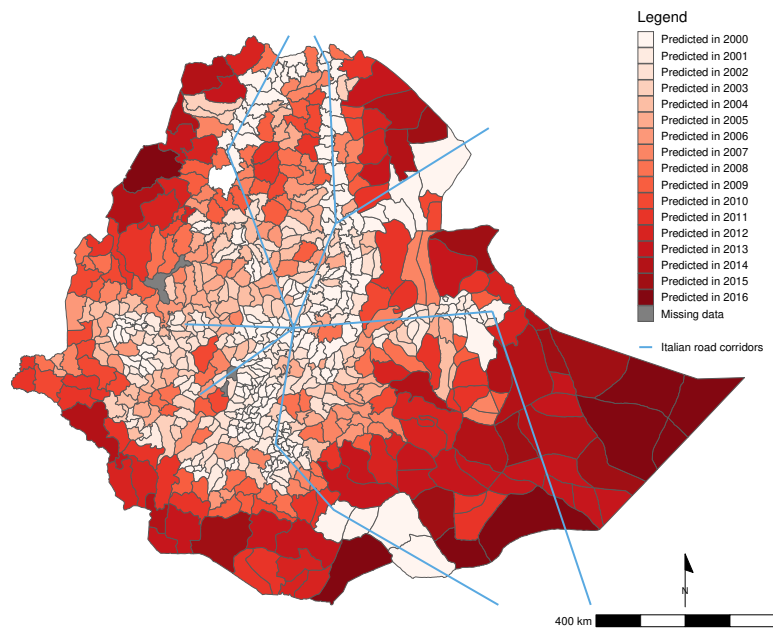 Legend
Predicted in 2000
Predicted in 2001
Predicted in 2002
Predicted in 2003
Predicted in 2004
Predicted in 2005
Predicted in 2006
Predicted in 2007
Predicted in 2008
Predicted in 2009
Predicted in 2010
Predicted in 2011
Predicted in 2012
Predicted in 2013
Predicted in 2014
Predicted in 2015
Predicted in 2016
Missing data
Italian road corridors
N
400 km